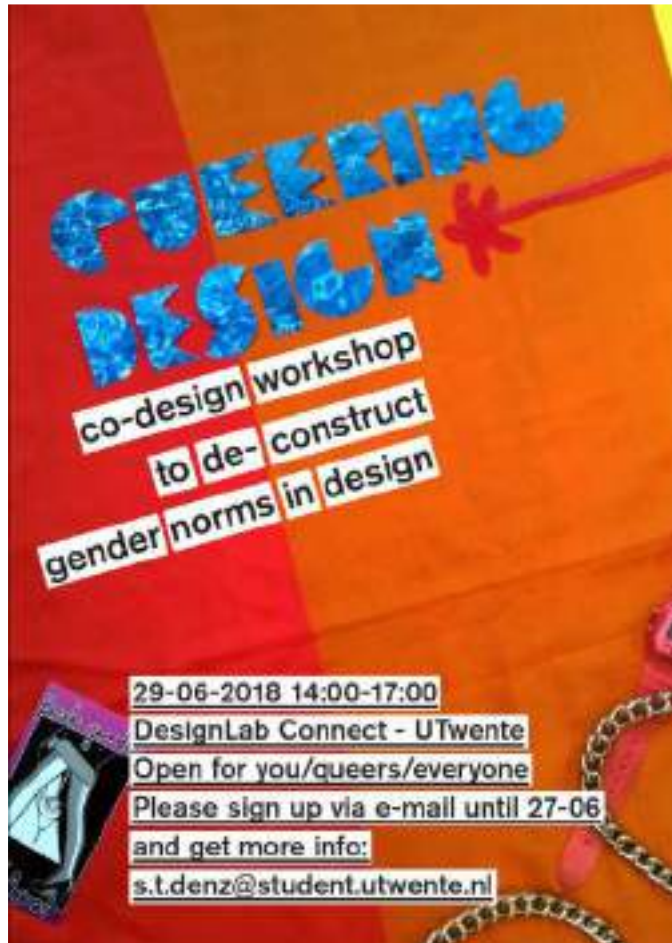 QUEERING
DESIGN*
co-design workshop
to de-construct
gender norms in design
29-06-2018 14:00-17:00
DesignLab Connect - UTwente
Open for you/queers/everyone
Please sign up via e-mail until 27-06
and get more info:
s.t.denz@student.utwente.nl